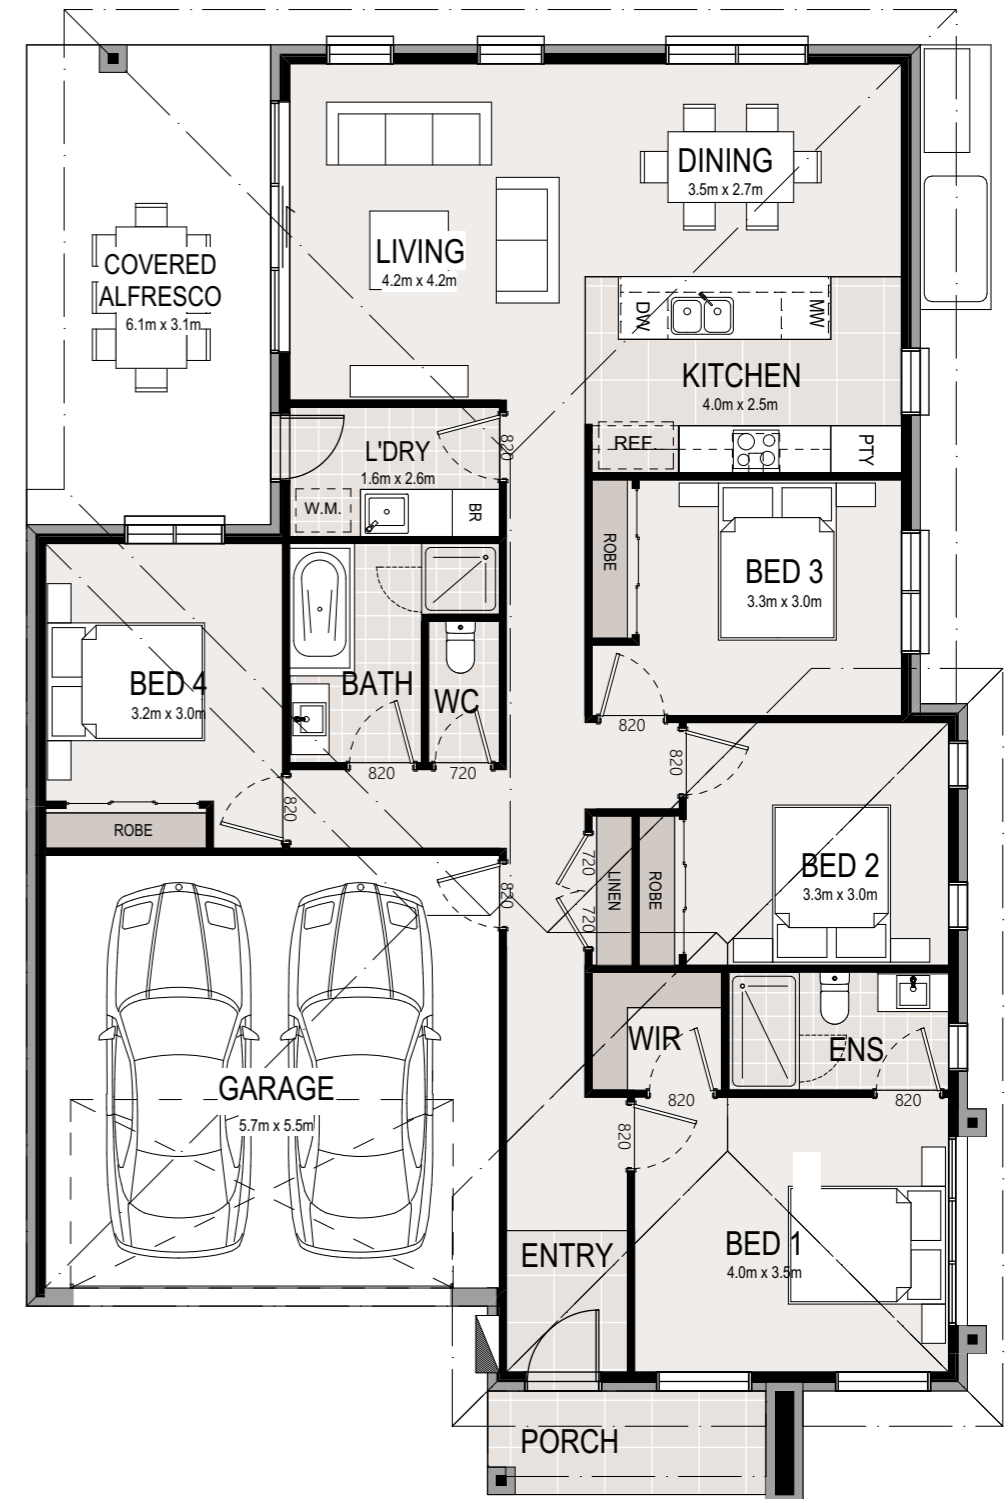 DINING
3.5m x 2.7m
LIVING
4.2m x 4.2m
COVERED
ALFRESCO
6.1m x 3.1m
DW
MW
KITCHEN
4.0m x 2.5m
REF.
PTY
L'DRY
1.6m x 2.6m
820
W.M.
BR
ROBE
BED 3
3.3m x 3.0m
BED 4
3.2m x 3.0m
BATH
WC
820
820
820
720
820
ROBE
720
720
LINEN
ROBE
BED 2
3.3m x 3.0m
820
WIR
ENS
GARAGE
5.7m x 5.5m
820
820
820
ENTRY
BED 1
4.0m x 3.5m
PORCH